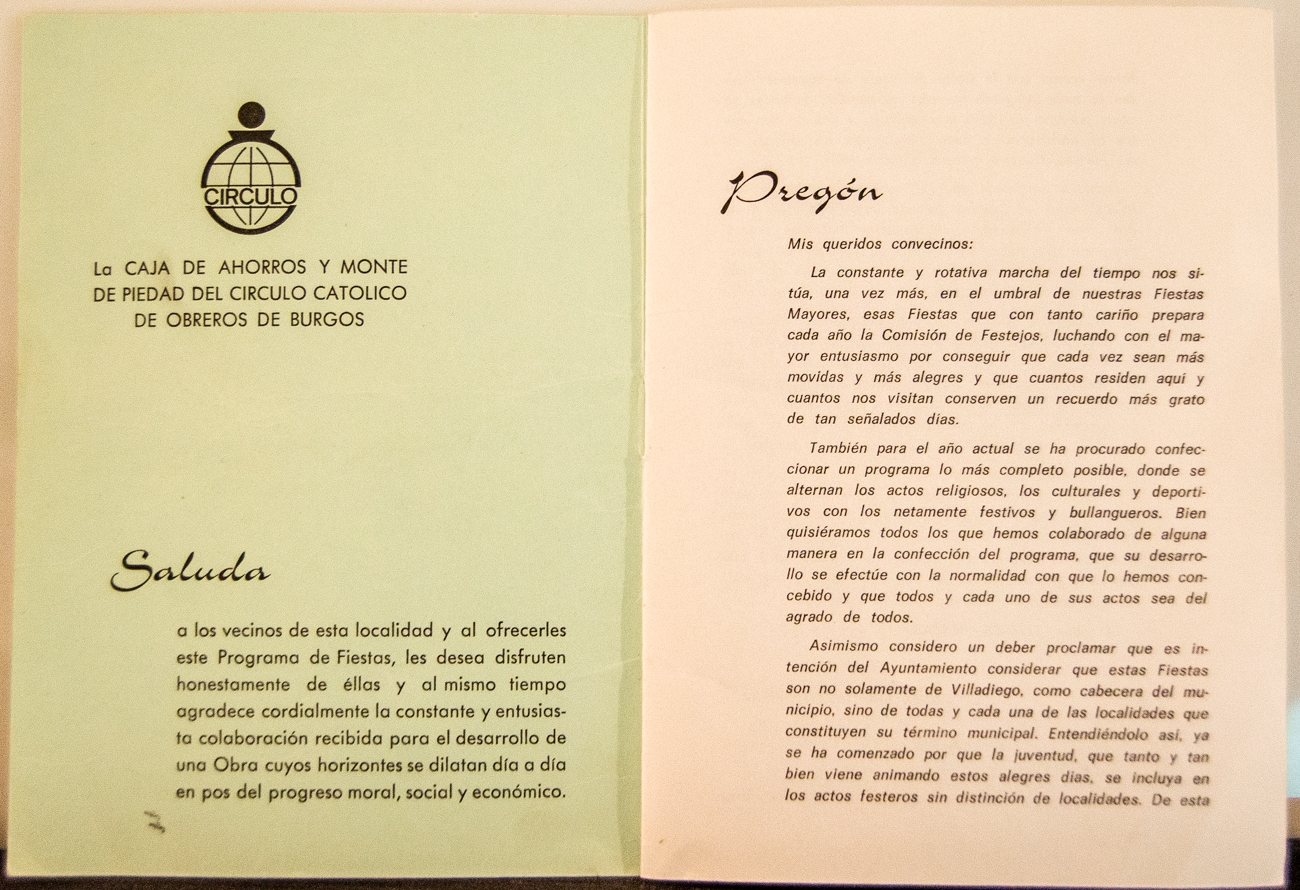 CIRCULO
La CAJA DE AHORROS Y MONTE
DE PIEDAD DEL CIRCULO CATOLICO
DE OBREROS DE BURGOS
Saluda
a los vecinos de esta localidad y al ofrecerles
este Programa de Fiestas, les desea disfruten
honestamente de éllas y al mismo tiempo
agradece cordialmente la constante y entusias-
ta colaboración recibida para el desarrollo de
una Obra cuyos horizontes se dilatan día a día
en pos del progreso moral, social y económico.
Pregón
Mis queridos convecinos:
La constante y rotativa marcha del tiempo nos si-
túa, una vez más, en el umbral de nuestras Fiestas
Mayores, esas Fiestas que con tanto cariño prepara
cada año la Comisión de Festejos, luchando con el ma-
yor entusiasmo por conseguir que cada vez sean más
movidas y más alegres y que cuantos residen aquí y
cuantos nos visitan conserven un recuerdo más grato
de tan señalados días.
También para el año actual se ha procurado confec-
cionar un programa lo más completo posible, donde se
alternan los actos religiosos, los culturales y deporti-
vos con los netamente festivos y bullangueros. Bien
quisiéramos todos los que hemos colaborado de alguna
manera en la confección del programa, que su desarro-
llo se efectúe con la normalidad con que lo hemos con-
cebido y que todos y cada uno de sus actos sea del
agrado de todos.
Asimismo considero un deber proclamar que es in-
tención del Ayuntamiento considerar que estas Fiestas
son no solamente de Villadiego, como cabecera del mu-
nicipio, sino de todas y cada una de las localidades que
constituyen su término municipal. Entendiéndolo así, ya
se ha comenzado por que la juventud, que tanto y tan
bien viene animando estos alegres días, se incluya en
los actos festeros sin distinción de localidades. De esta